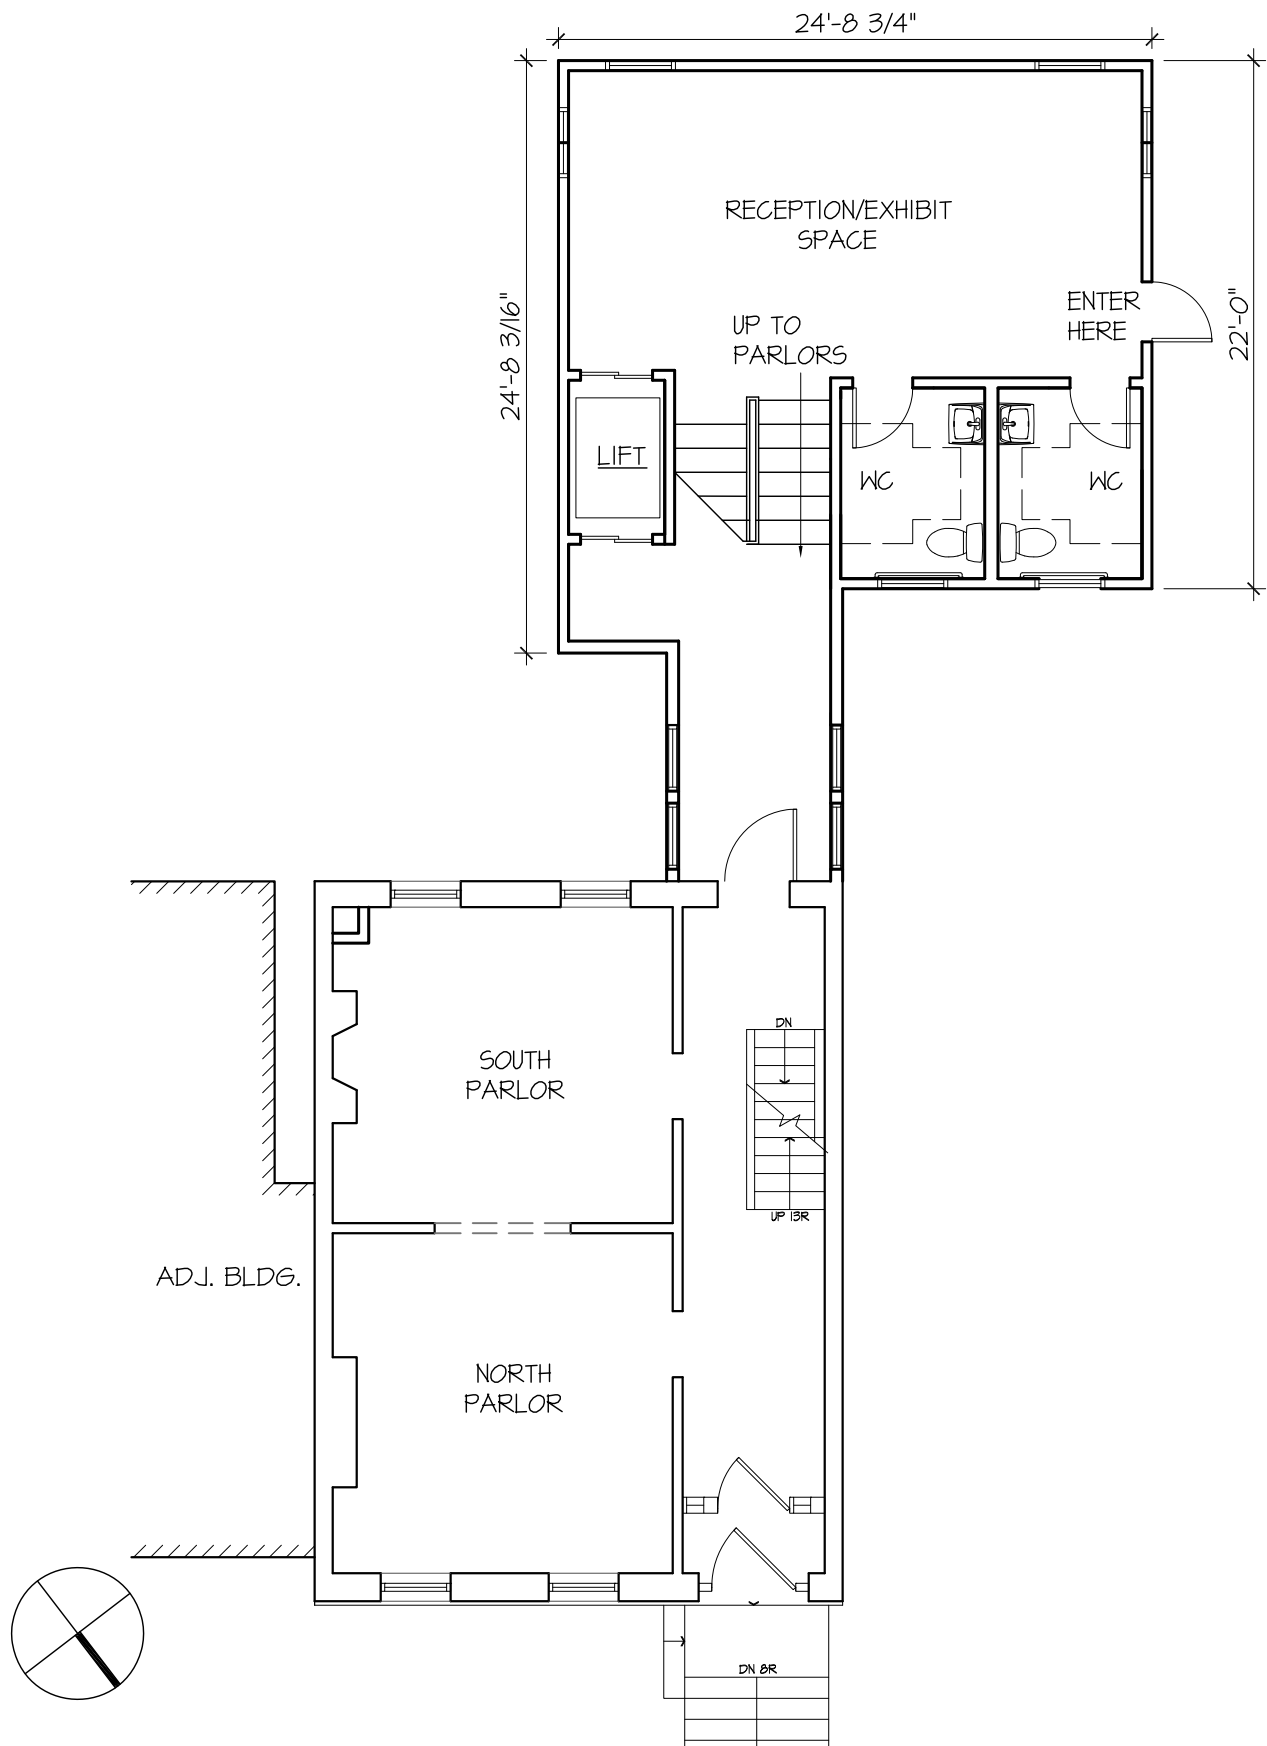 24'-8 3/4"
RECEPTION/EXHIBIT
SPACE
ENTER
HERE
UP TO
PARLORS
24'-8 3/16"
22'-0"
LIFT
WC
WC
DN
SOUTH
PARLOR
UP 13R
ADJ. BLDG.
NORTH
PARLOR
DN 8R